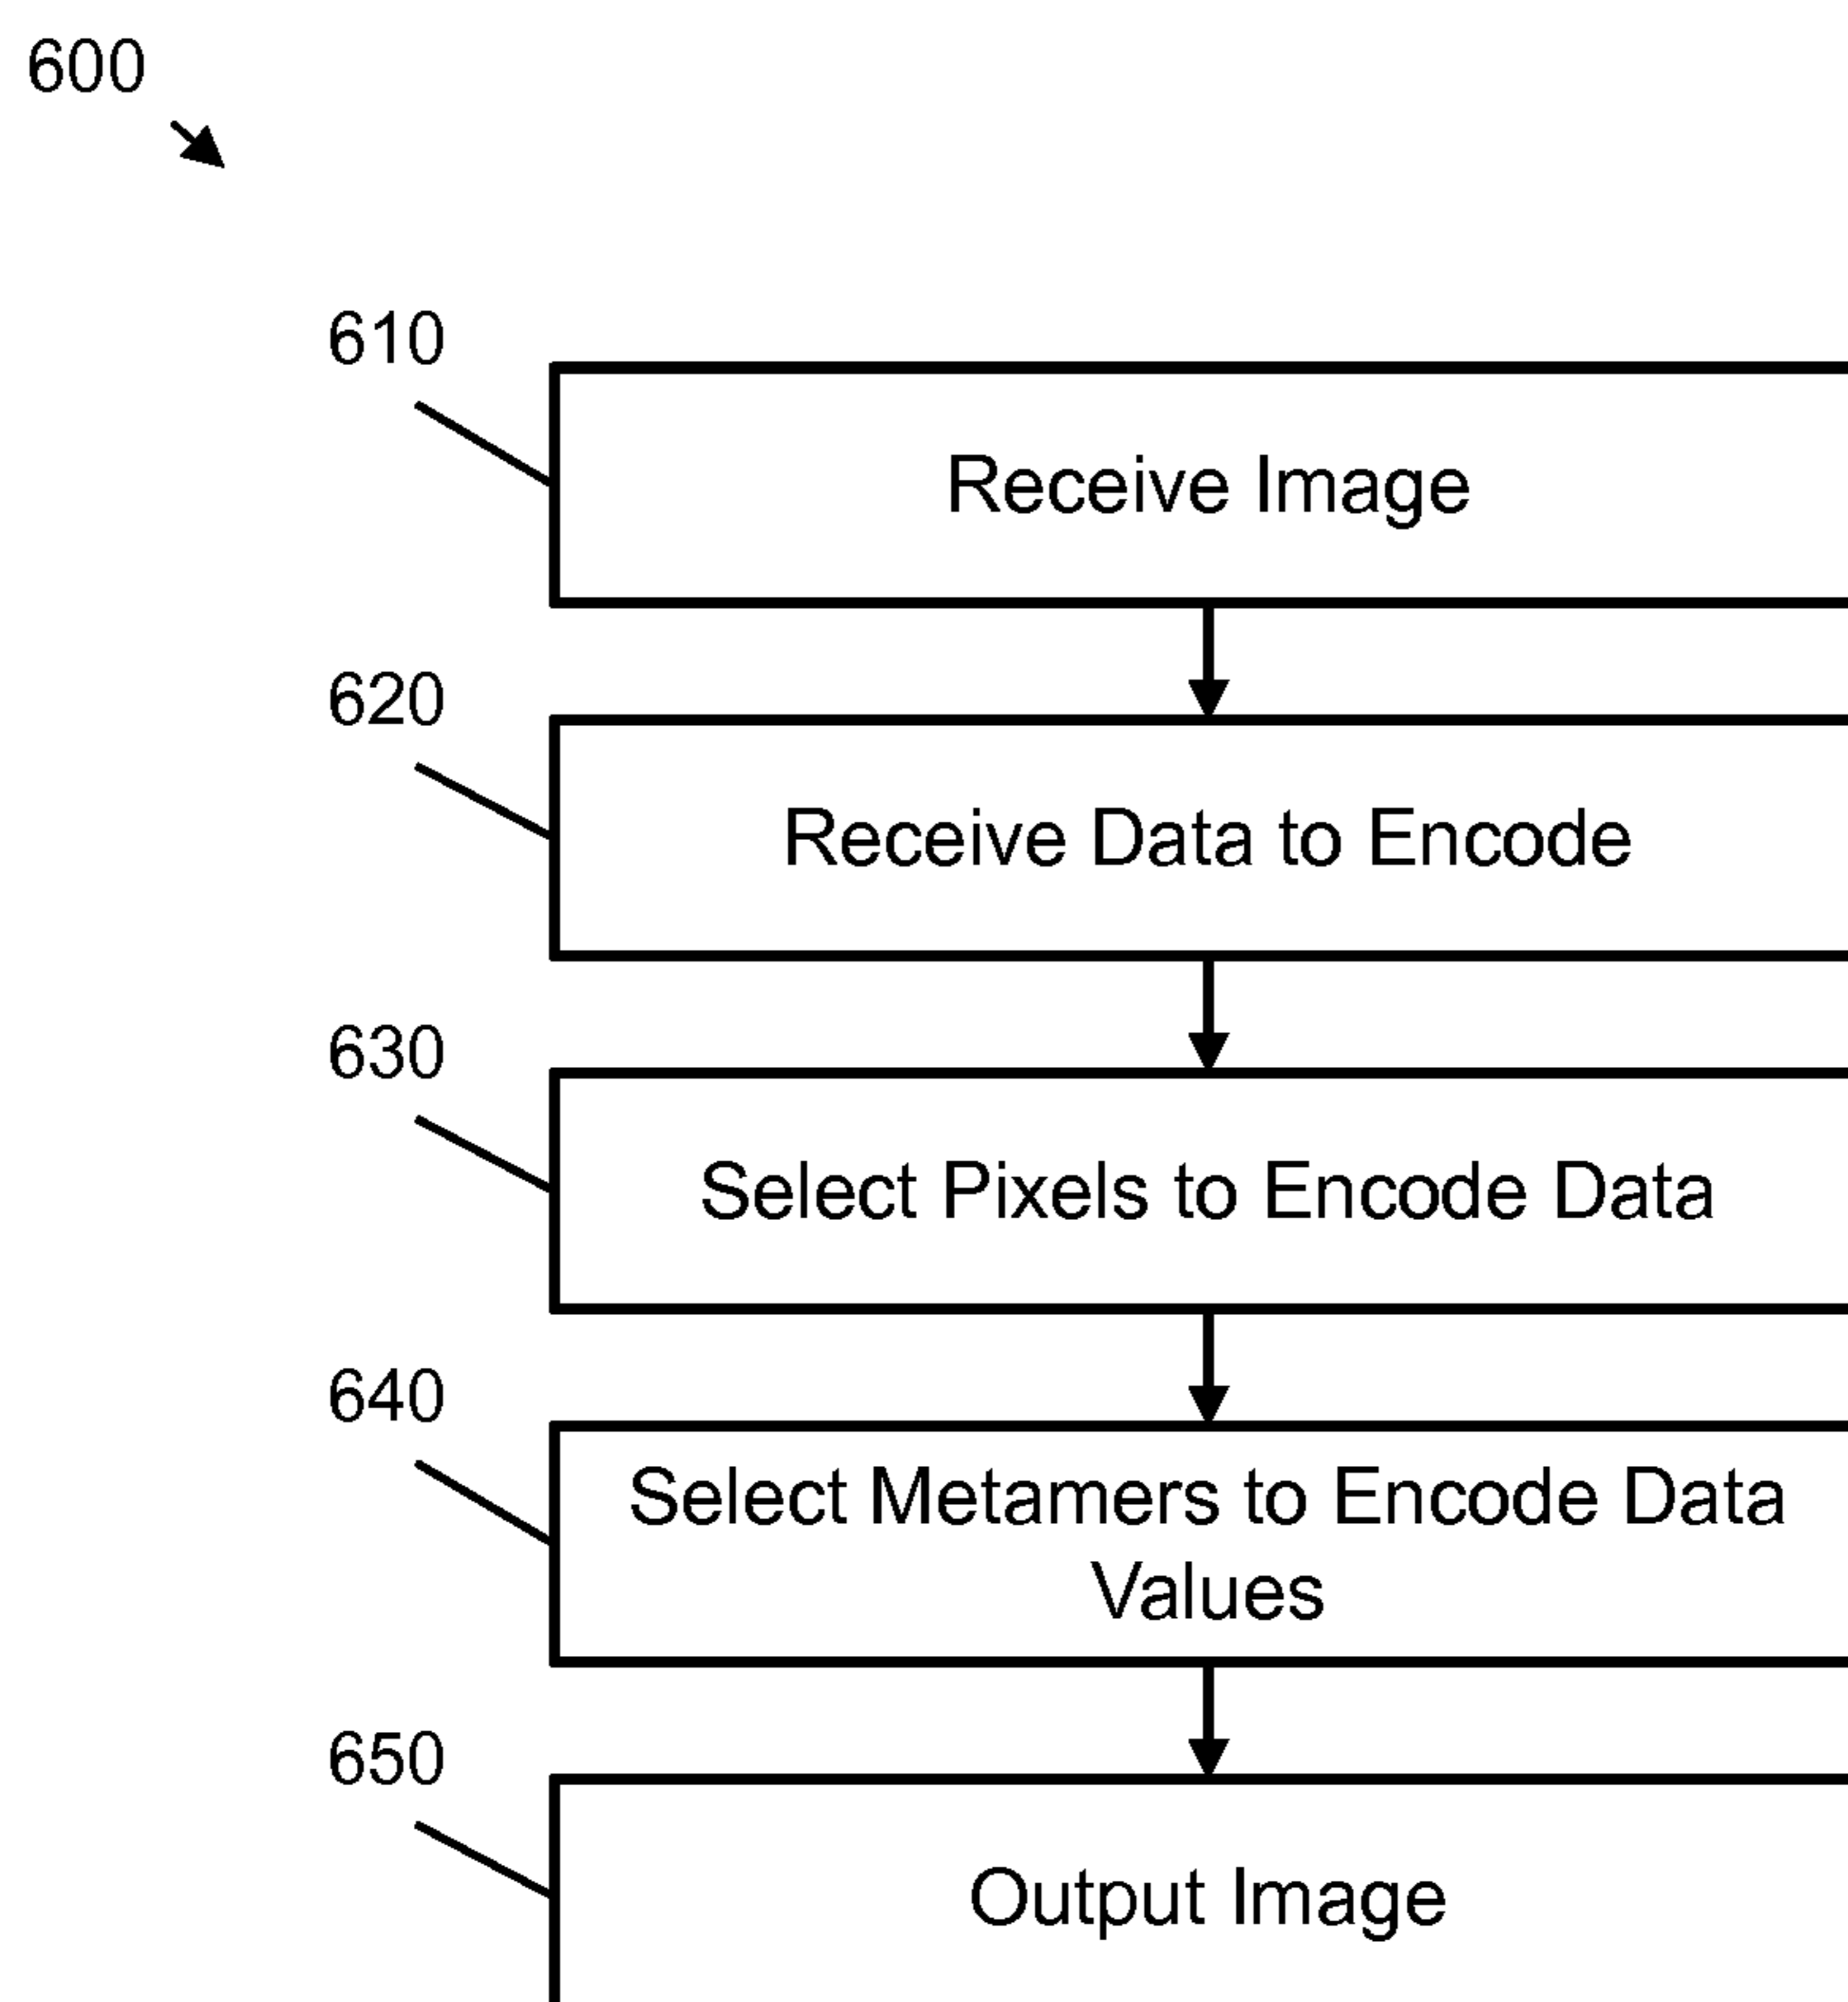 600
610
Receive Image
620
Receive Data to Encode
630
Select Pixels to Encode Data
640
Select Metamers to Encode Data
Values
650
Output Image